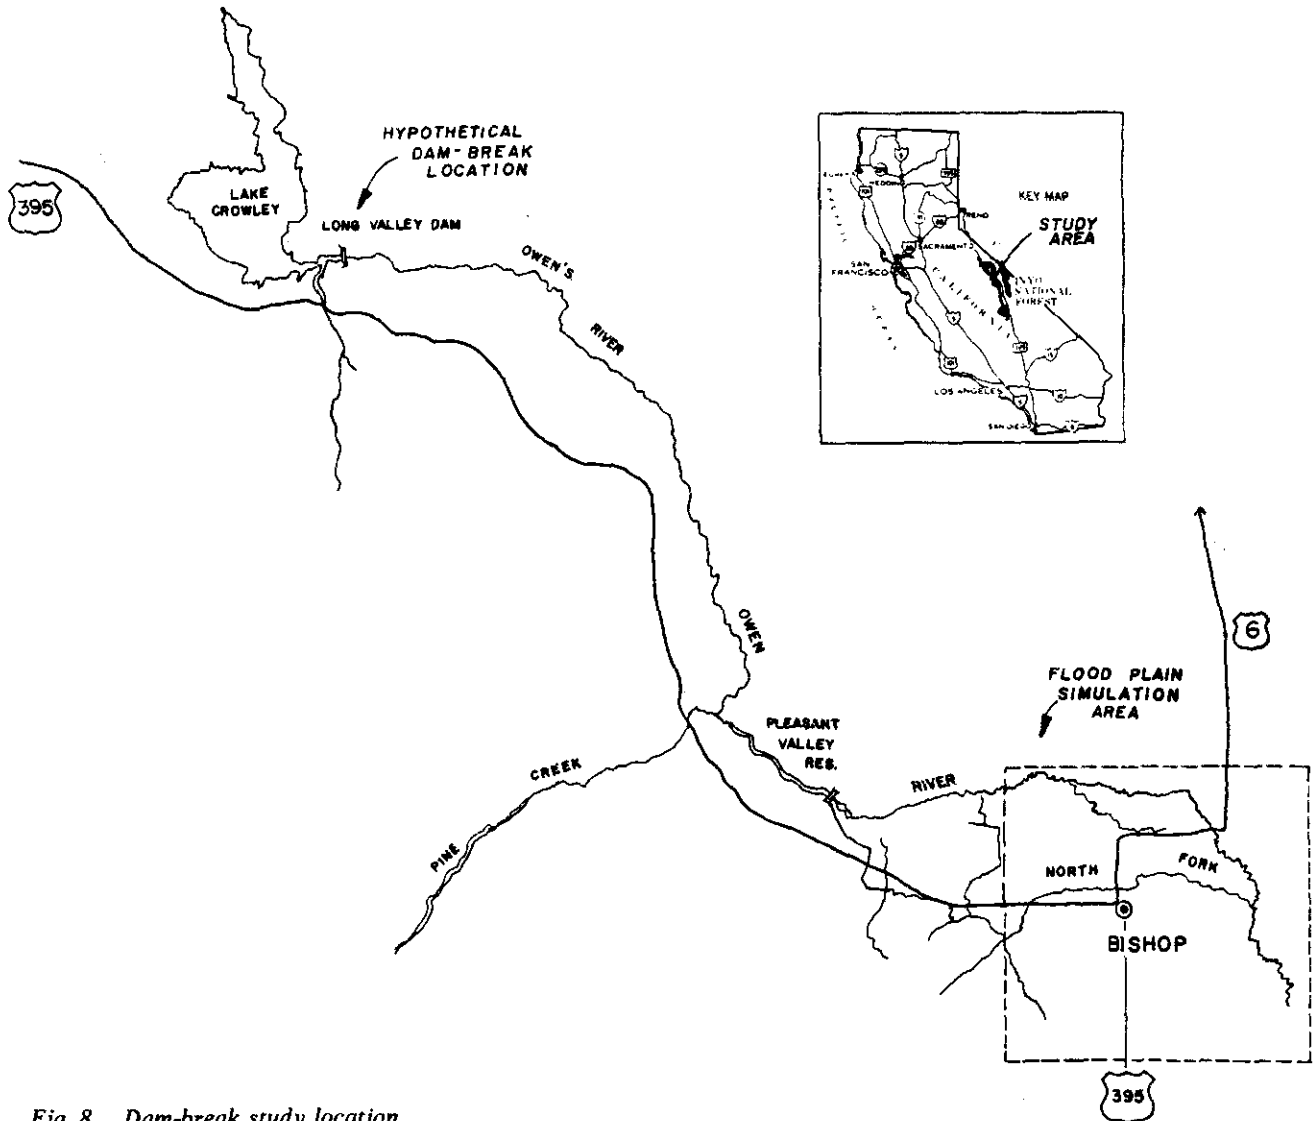 HYPOTHETICAL
DAM-BREAK
LOCATION
395
LAKE
CROWLEY
LONG VALLEY DAM
OWEN'S
RIVER
KEY MAP
STUDY
AREA
RENO
REDDING
SACRAMENTO
SAN
FRANCISCO
CALIFORNIA
INYO
NATIONAL
FOREST
LOS ANGELES
SAN DIEGO
OWEN
6
FLOOD PLAIN
SIMULATION
AREA
PLEASANT
VALLEY
RES.
CREEK
PINE
RIVER
NORTH
FORK
BISHOP
395
Fig. 8. Dam-break study location